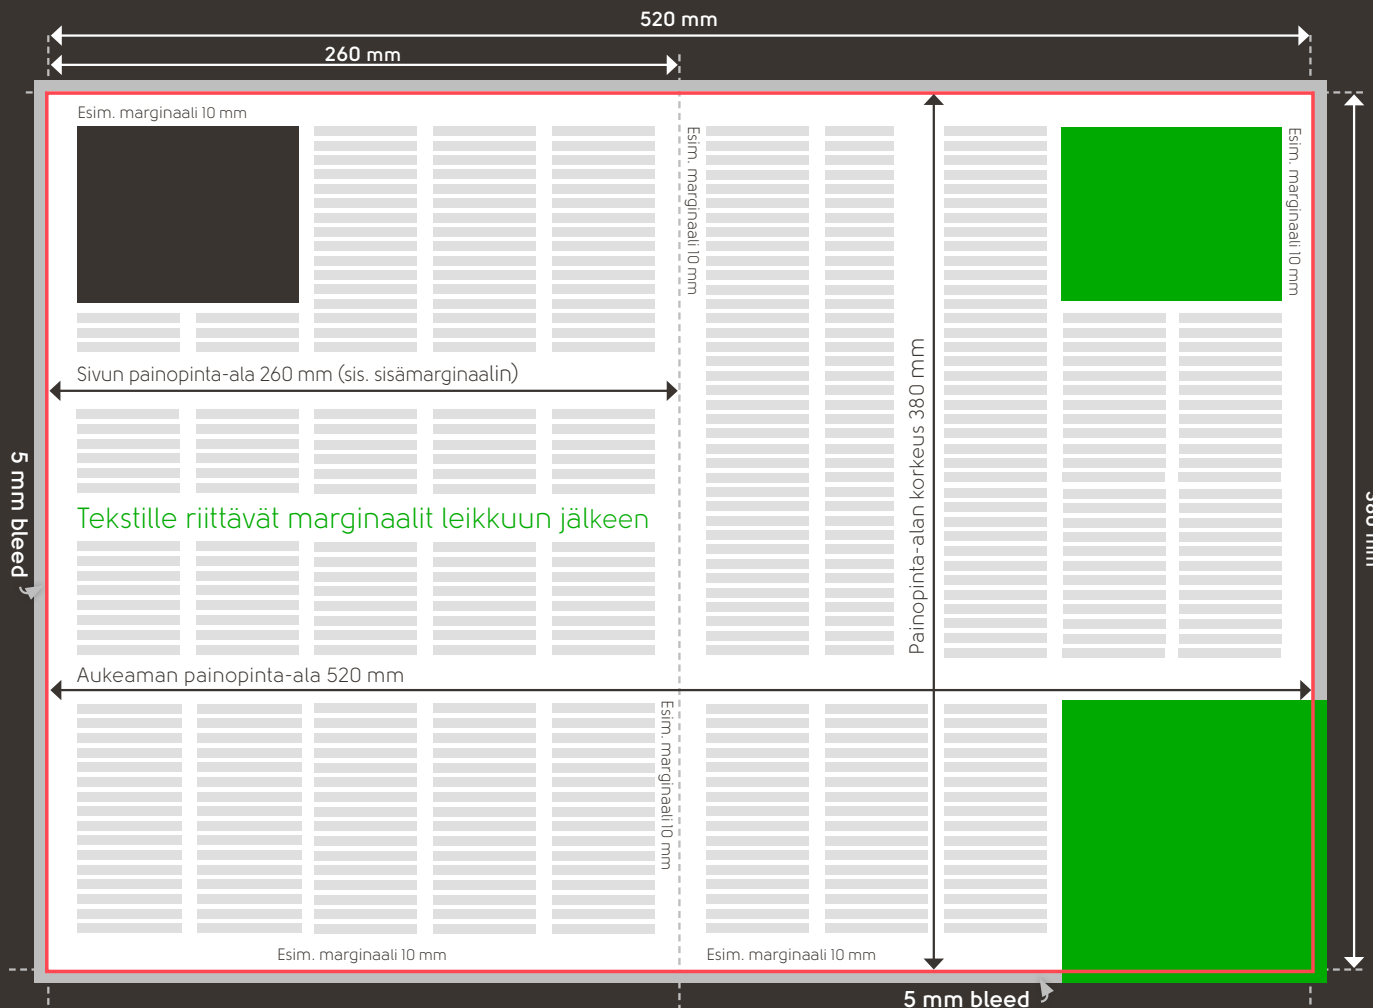 520 mm
260 mm
Esim. marginaali 10 mm
Esim. marginaali 10 mm
Esim. marginaali 10 mm
Sivun painopinta-ala 260 mm (sis. sisämarginaalin)
Painopinta-alan korkeus 380 mm
5 mm bleed
380 mm
Tekstille riittävät marginaalit leikkuun jälkeen
Aukeaman painopinta-ala 520 mm
Esim. marginaali 10 mm
Esim. marginaali 10 mm
Esim. marginaali 10 mm
5 mm bleed